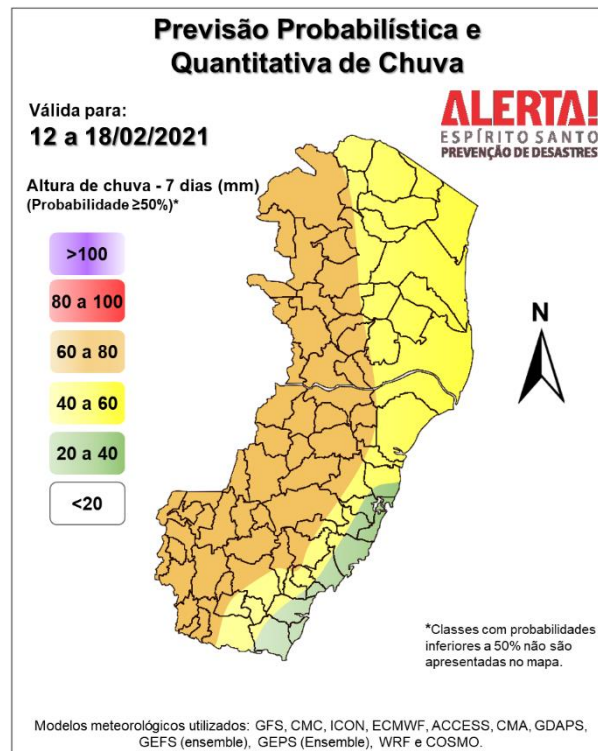 Previsão Probabilística e
Quantitativa de Chuva
Válida para:
12 a 18/02/2021
ALERTA!
ESPÍRITO SANTO
PREVENÇÃO DE DESASTRES
Altura de chuva - 7 dias (mm)
(Probabilidade ≥50%)*
>100
80 a 100
60 a 80
40 a 60
20 a 40
<20
N
*Classes com probabilidades
inferiores a 50% não são
apresentadas no mapa.
Modelos meteorológicos utilizados: GFS, CMC, ICON, ECMWF, ACCESS, CMA, GDAPS,
GEFS (ensemble), GEPS (Ensemble), WRF e COSMO.